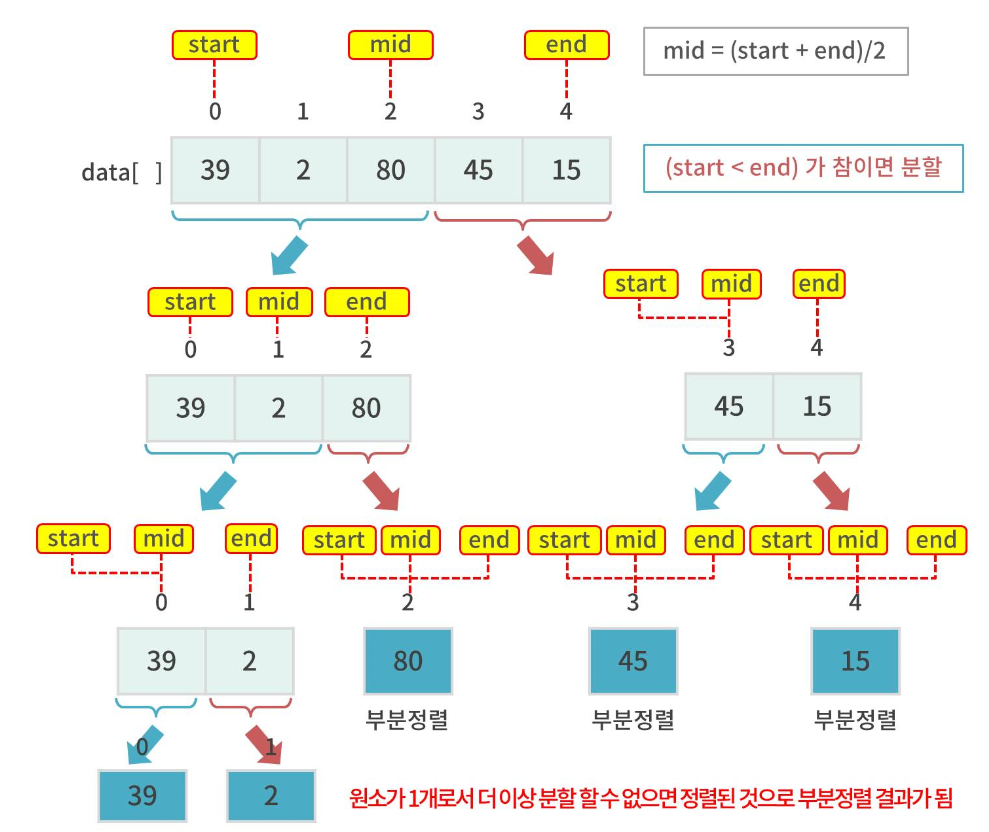 start mid end mid = (start + end)/2
0 1 2 3 4
data[ ] 39 2 80 45 15 (start < end) 가 참이면 분할
start mid end start mid end
0 1 2 3 4
39 2 80 45 15
start mid end start mid end start mid end start mid end
0 1 2 3 4
39 2 80 45 15
부분정렬 부분정렬 부분정렬
0 1
39 2 원소가 1개로서 더 이상 분할 할 수 없으면 정렬된 것으로 부분정렬 결과가 됨